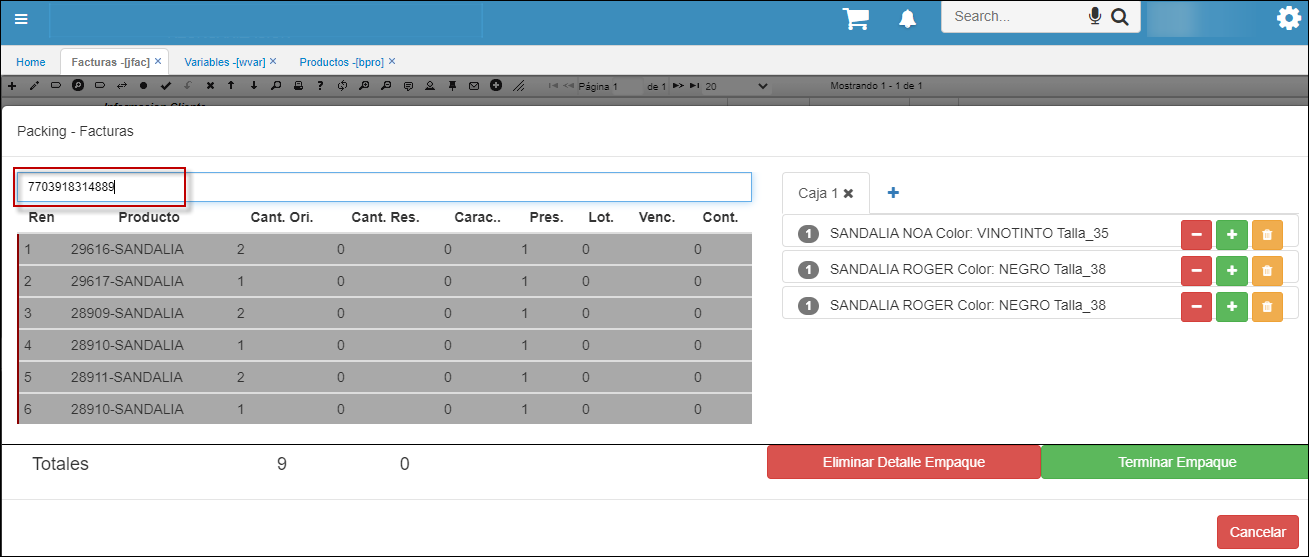 Search...
Home
Facturas -[jfac] ×
Variables -[wvar] ×
Productos -[bpro] ×
Página 1 de 1 20 Mostrando 1 - 1 de 1
Informacion Cliente
Packing - Facturas
7703918314889
Ren Producto Cant. Ori. Cant. Res. Carac.. Pres. Lot. Venc. Cont.
1 29616-SANDALIA 2 0 0 1 0 0
2 29617-SANDALIA 1 0 0 1 0 0
3 28909-SANDALIA 2 0 0 1 0 0
4 28910-SANDALIA 1 0 0 1 0 0
5 28911-SANDALIA 2 0 0 1 0 0
6 28910-SANDALIA 1 0 0 1 0 0
Totales 9 0
Caja 1
1 SANDALIA NOA Color: VINOTINTO Talla_35
1 SANDALIA ROGER Color: NEGRO Talla_38
1 SANDALIA ROGER Color: NEGRO Talla_38
Eliminar Detalle Empaque
Terminar Empaque
Cancelar